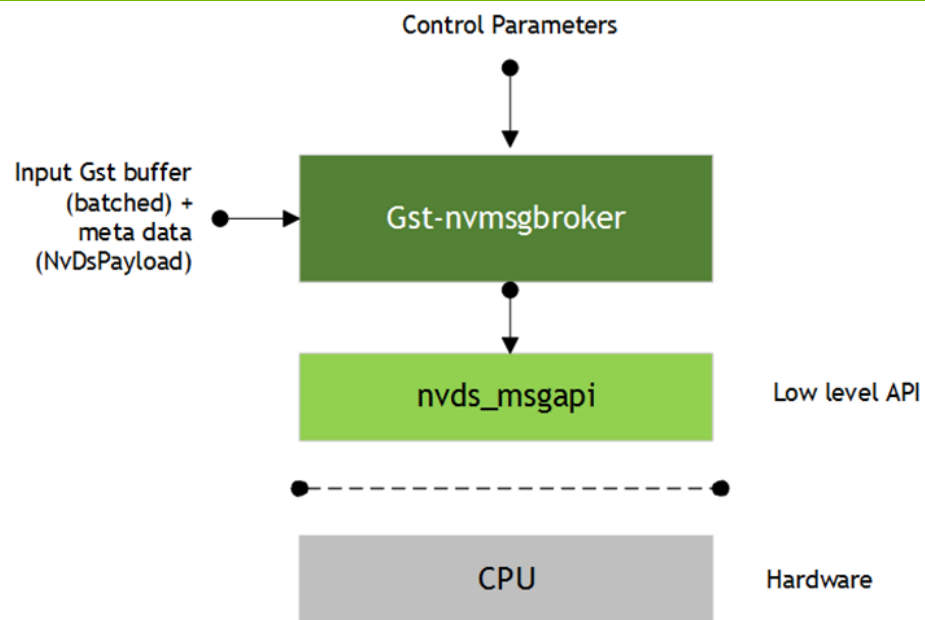 Control Parameters
Input Gst buffer
(batched) +
meta data
(NvDsPayload)
Gst-nvmsgbroker
nvds_msgapi
Low level API
CPU
Hardware